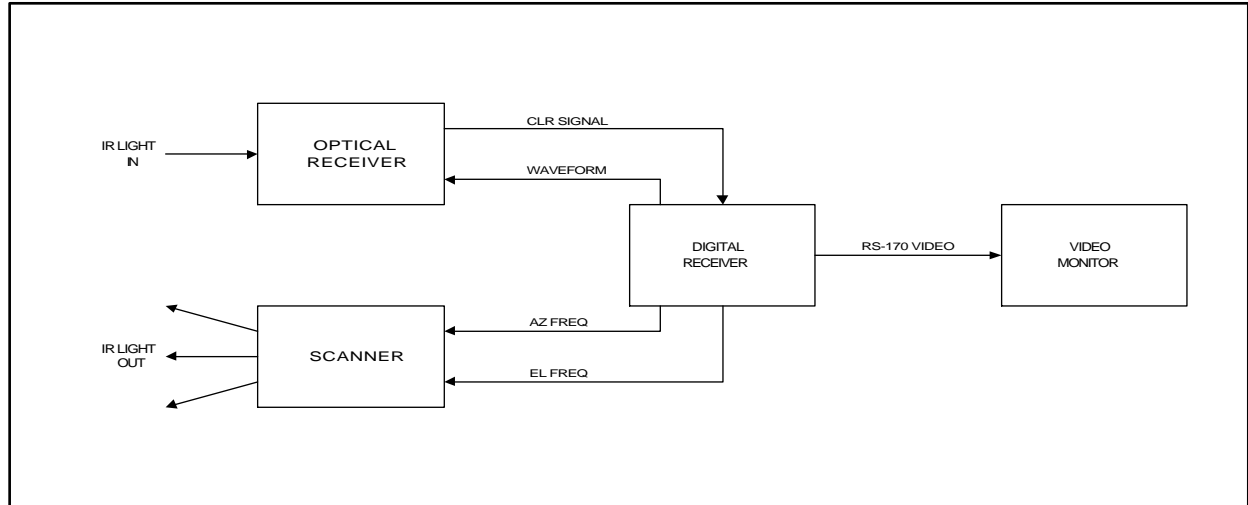 CLR SIGNAL
IR LIGHT
IN
OPTICAL
RECEIVER
WAVEFORM
DIGITAL
RECEIVER
RS-170 VIDEO
VIDEO
MONITOR
AZ FREQ
IR LIGHT
OUT
SCANNER
EL FREQ